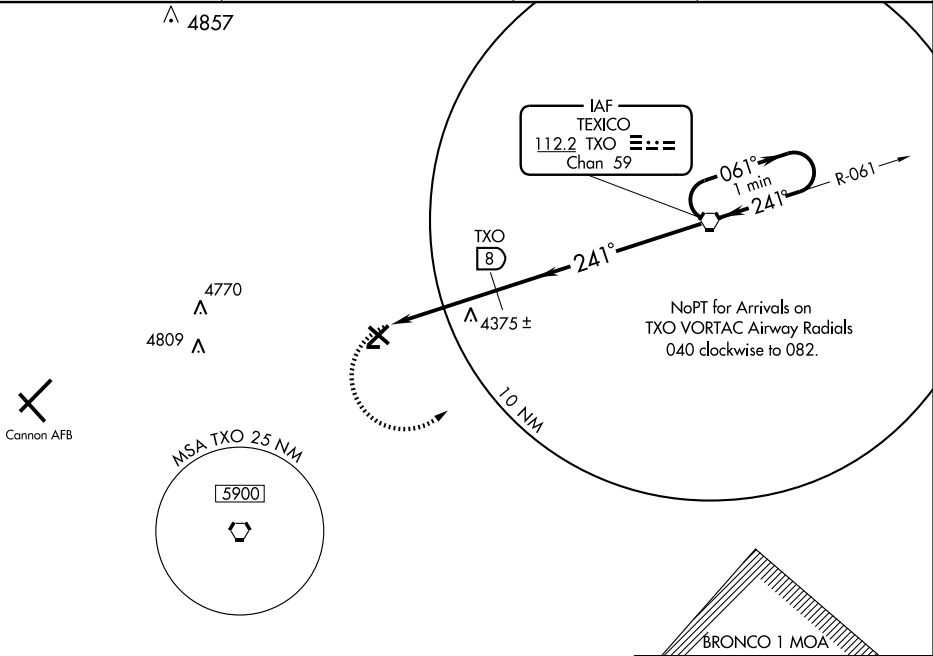 4857
IAF
TEXICO
112.2 TXO
Chan 59
061°
1 min
241°
R-061
TXO
8
241°
4375 ±
NoPT for Arrivals on
TXO VORTAC Airway Radials
040 clockwise to 082.
4770
4809
10 NM
Cannon AFB
MSA TXO 25 NM
5900
BRONCO 1 MOA